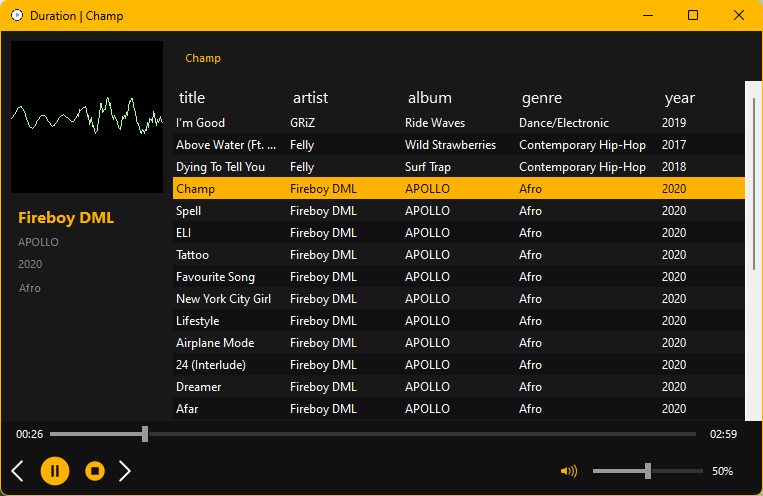 Duration | Champ
Champ
title artist album genre year
I'm Good GRiZ Ride Waves Dance/Electronic 2019
Above Water (Ft. ... Felly Wild Strawberries Contemporary Hip-Hop 2017
Dying To Tell You Felly Surf Trap Contemporary Hip-Hop 2018
Champ Fireboy DML APOLLO Afro 2020
Spell Fireboy DML APOLLO Afro 2020
ELI Fireboy DML APOLLO Afro 2020
Tattoo Fireboy DML APOLLO Afro 2020
Favourite Song Fireboy DML APOLLO Afro 2020
New York City Girl Fireboy DML APOLLO Afro 2020
Lifestyle Fireboy DML APOLLO Afro 2020
Airplane Mode Fireboy DML APOLLO Afro 2020
24 (Interlude) Fireboy DML APOLLO Afro 2020
Dreamer Fireboy DML APOLLO Afro 2020
Afar Fireboy DML APOLLO Afro 2020
Fireboy DML
APOLLO
2020
Afro
00:26 02:59
50%